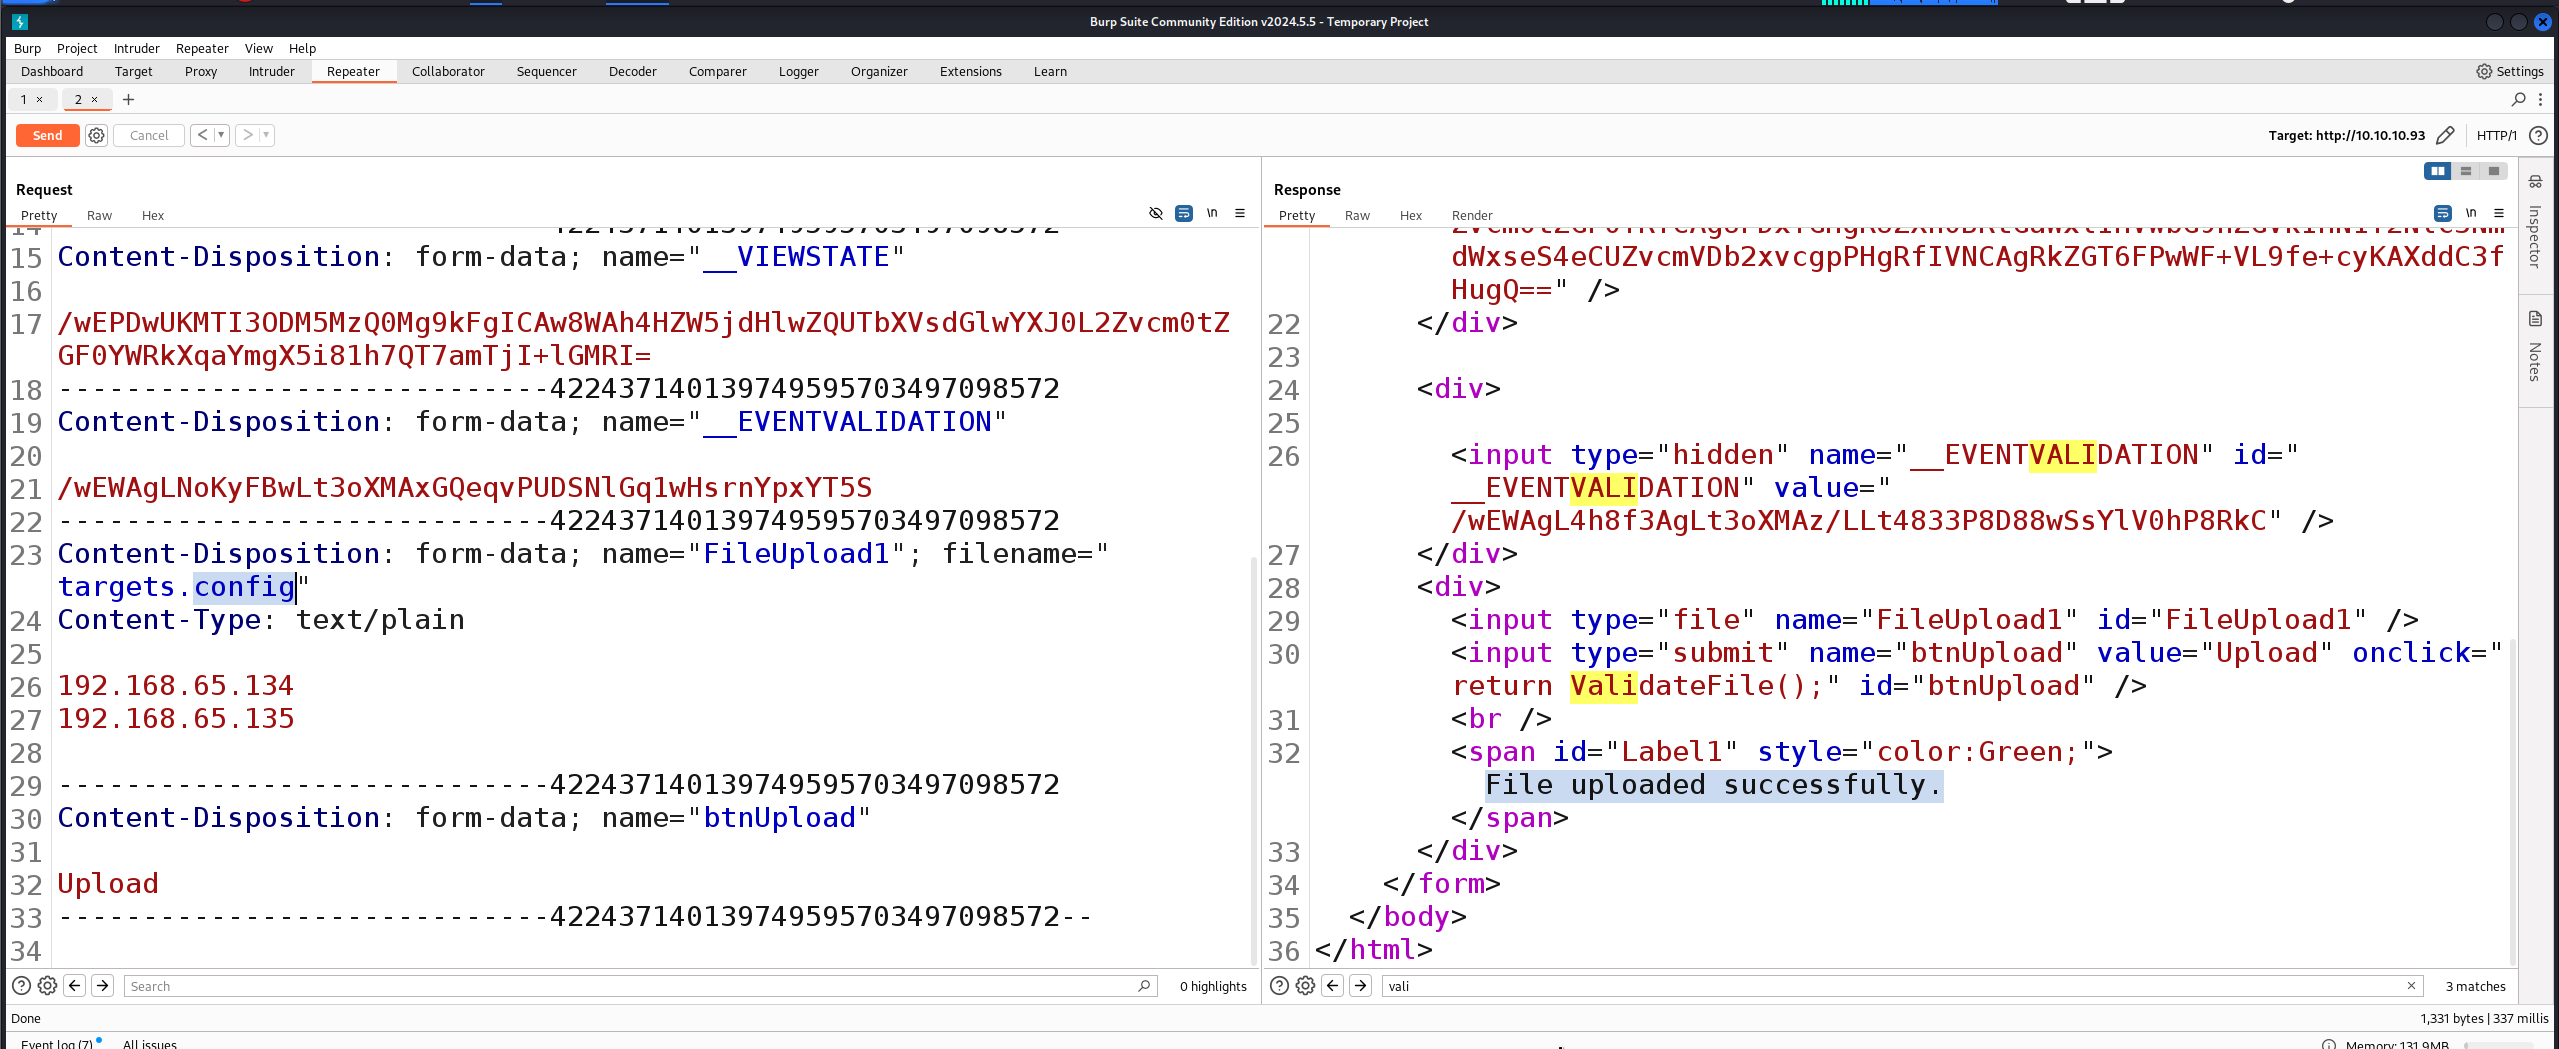 Burp Suite Community Edition v2024.5.5 - Temporary Project
Burp Project Intruder Repeater View Help
Dashboard Target Proxy Intruder Repeater Collaborator Sequencer Decoder Comparer Logger Organizer Extensions Learn Settings
1 × 2 × +
Send Cancel < > Target: http://10.10.10.93 HTTP/1
Request
Pretty Raw Hex \n
15 Content-Disposition: form-data; name="__VIEWSTATE"
16
17 /wEPDwUKMTI3ODM5MzQ0Mg9kFgICAw8WAh4HZW5jdHlwZQUTbXVsdGlwYXJ0L2Zvcm0tZ
GF0YWRkXqaYmgX5i81h7QT7amTjI+lGMRI=
18 -----------------------------42243714013974959570349​7098572
19 Content-Disposition: form-data; name="__EVENTVALIDATION"
20
21 /wEWAgLNoKyFBwLt3oXMAxGQeqvPUDSNlGq1wHsrnYpxYT5S
22 -----------------------------422437140139749595703497098572
23 Content-Disposition: form-data; name="FileUpload1"; filename="
targets.config"
24 Content-Type: text/plain
25
26 192.168.65.134
27 192.168.65.135
28
29 -----------------------------422437140139749595703497098572
30 Content-Disposition: form-data; name="btnUpload"
31
32 Upload
33 -----------------------------422437140139749595703497098572--
34
Search 0 highlights
Response
Pretty Raw Hex Render \n
dWxseS4eCUZvcmVDb2xvcgpPHgRfIVNCAgRkZGT6FPwWF+VL9fe+cyKAXddC3f
HugQ==" />
22 </div>
23
24 <div>
25
26 <input type="hidden" name="__EVENTVALIDATION" id="
__EVENTVALIDATION" value="
/wEWAgL4h8f3AgLt3oXMAz/LLt4833P8D88wSsYlV0hP8RkC" />
27 </div>
28 <div>
29 <input type="file" name="FileUpload1" id="FileUpload1" />
30 <input type="submit" name="btnUpload" value="Upload" onclick="
return ValidateFile();" id="btnUpload" />
31 <br />
32 <span id="Label1" style="color:Green;">
File uploaded successfully.
</span>
33 </div>
34 </form>
35 </body>
36 </html>
vali 3 matches
Inspector
Notes
Done 1,331 bytes | 337 millis
Event log (7) All issues Memory: 131.9MB